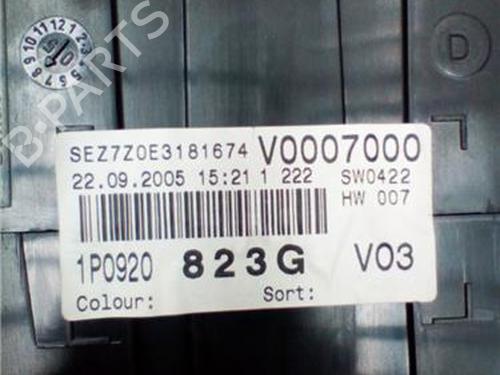 D
B-PARTS
SEZ7Z0E3181674 V0007000
22.09.2005 15:21 1 222 SW0422
HW 007
1P0920 823G V03
Colour: Sort: